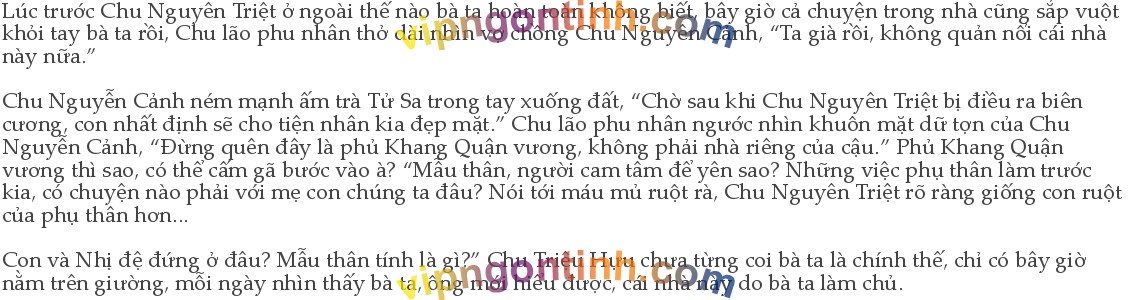 Lúc trước Chu Nguyên Triệt ở ngoài thế nào bà ta hoàn toàn không biết, bây giờ cả chuyện trong nhà cũng sắp vuột
khỏi tay bà ta rồi, Chu lão phu nhân thở dài nhìn vợ chồng Chu Nguyễn Cảnh, “Ta già rồi, không quản nổi cái nhà
này nữa.”
Chu Nguyễn Cảnh ném mạnh ấm trà Tử Sa trong tay xuống đất, “Chờ sau khi Chu Nguyên Triệt bị điều ra biên
cương, con nhất định sẽ cho tiện nhân kia đẹp mặt.” Chu lão phu nhân ngước nhìn khuôn mặt dữ tợn của Chu
Nguyễn Cảnh, “Đừng quên đây là phủ Khang Quận vương, không phải nhà riêng của cậu.” Phủ Khang Quận
vương thì sao, có thể cấm gã bước vào à? “Mẫu thân, người cam tâm để yên sao? Những việc phụ thân làm trước
kia, có chuyện nào phải với mẹ con chúng ta đâu? Nói tới máu mủ ruột rà, Chu Nguyên Triệt rõ ràng giống con ruột
của phụ thân hơn...
Con và Nhị đệ đứng ở đâu? Mẫu thân tính là gì?” Chu Triệu Hựu chưa từng coi bà ta là chính thê, chỉ có bây giờ
nằm trên giường, mỗi ngày nhìn thấy bà ta, ông mới hiểu được, cái nhà này do bà ta làm chủ.
vipngontinh.com
vipngontinh.com